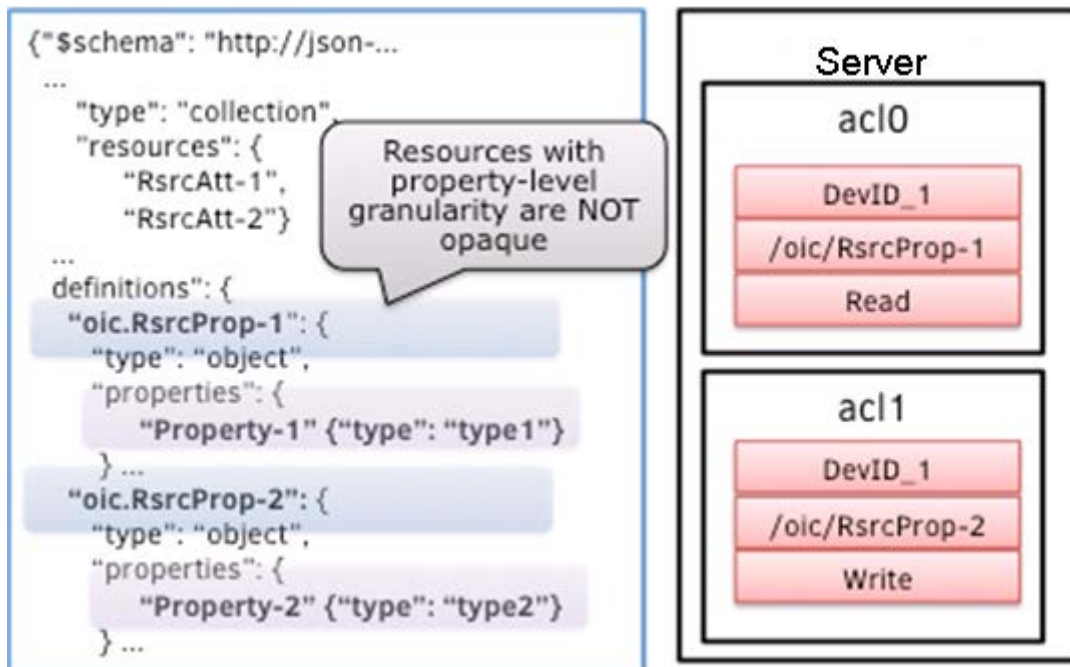 {"$schema": "http://json-...
...
"type": "collection",
"resources": {
"RsrcAtt-1",
"RsrcAtt-2"}
...
definitions": {
"oic.RsrcProp-1": {
"type": "object",
"properties": {
"Property-1" {"type": "type1"}
} ...
"oic.RsrcProp-2": {
"type": "object",
"properties": {
"Property-2" {"type": "type2"}
} ...
Resources with
property-level
granularity are NOT
opaque
Server
acl0
DevID_1
/oic/RsrcProp-1
Read
acl1
DevID_1
/oic/RsrcProp-2
Write